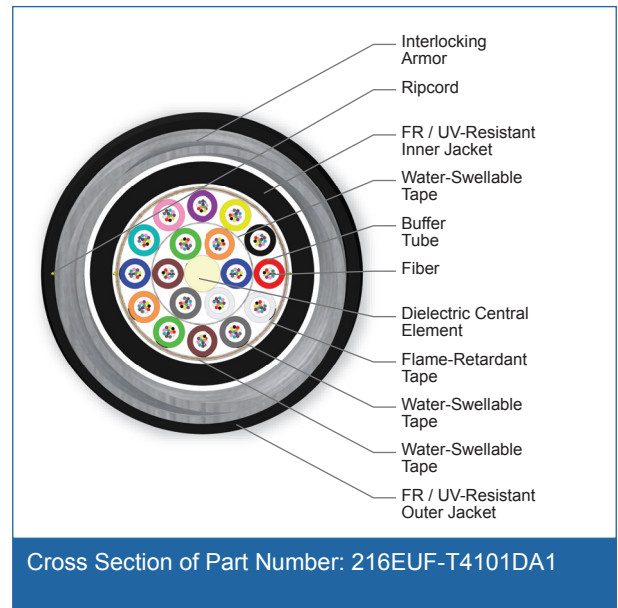 Interlocking
Armor
Ripcord
FR / UV-Resistant
Inner Jacket
Water-Swellable
Tape
Buffer
Tube
Fiber
Dielectric Central
Element
Flame-Retardant
Tape
Water-Swellable
Tape
Water-Swellable
Tape
FR / UV-Resistant
Outer Jacket
Cross Section of Part Number: 216EUF-T4101DA1